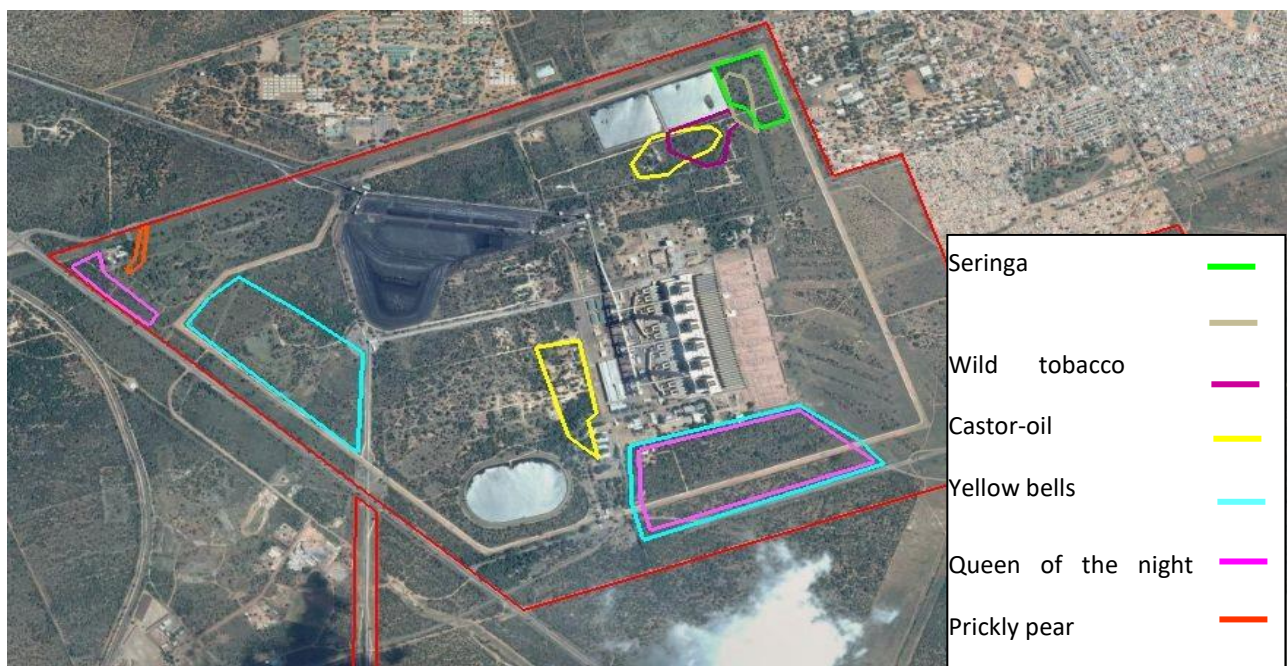 Seringa
Wild tobacco
Castor-oil
Yellow bells
Queen of the night
Prickly pear